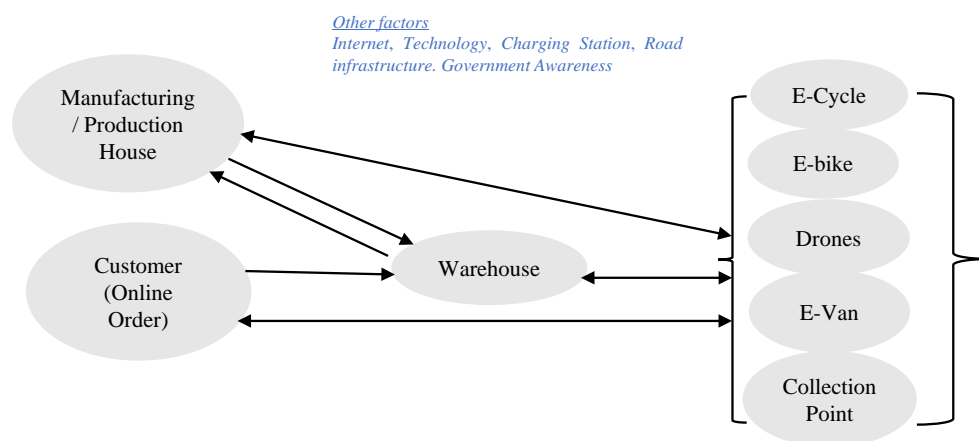 Other factors
Internet, Technology, Charging Station, Road
infrastructure. Government Awareness
Manufacturing
/ Production
House
Customer
(Online
Order)
Warehouse
E-Cycle
E-bike
Drones
E-Van
Collection
Point